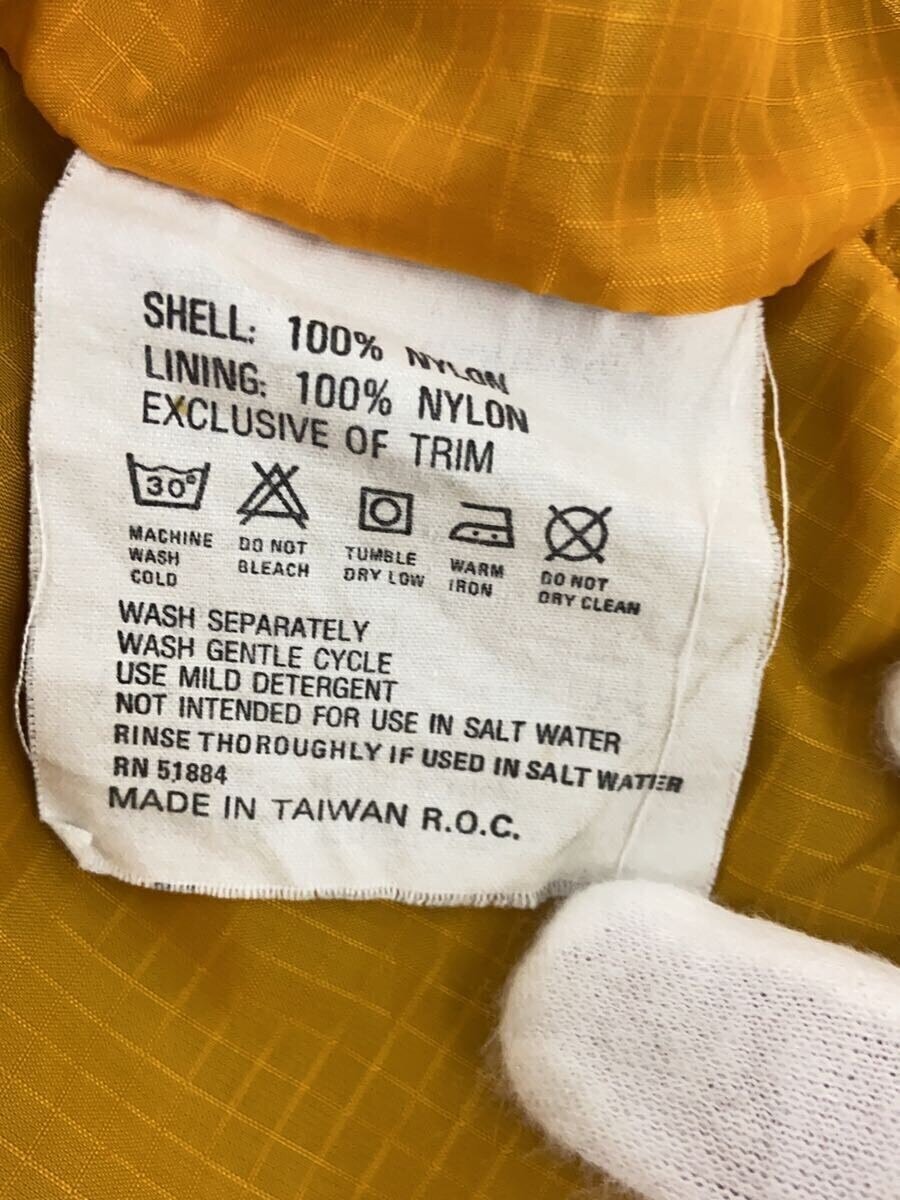 SHELL: 100% NYLON
LINING: 100% NYLON
EXCLUSIVE OF TRIM
30°
MACHINE WASH COLD
DO NOT BLEACH
TUMBLE DRY LOW
WARM IRON
DO NOT DRY CLEAN
WASH SEPARATELY
WASH GENTLE CYCLE
USE MILD DETERGENT
NOT INTENDED FOR USE IN SALT WATER
RINSE THOROUGHLY IF USED IN SALT WATER
RN 51884
MADE IN TAIWAN R.O.C.